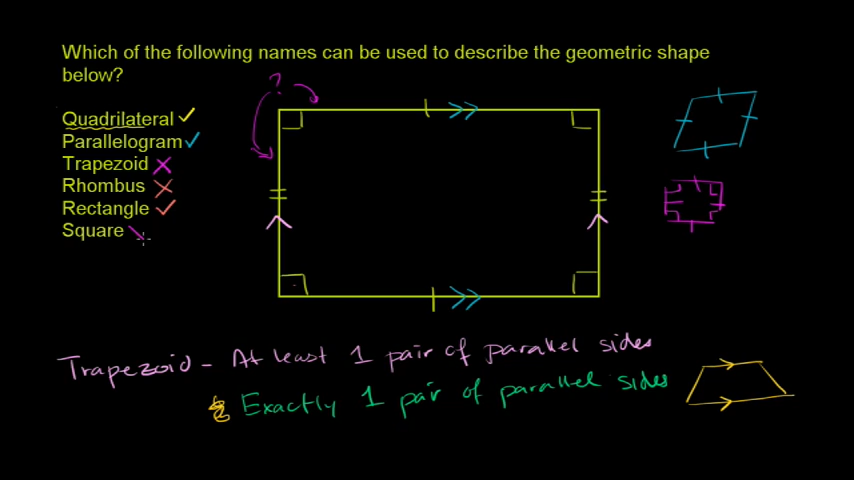 Which of the following names can be used to describe the geometric shape
below?
Quadrilateral
Parallelogram
Trapezoid
Rhombus
Rectangle
Square
?
Trapezoid - At least 1 pair of parallel sides
Exactly 1 pair of parallel sides